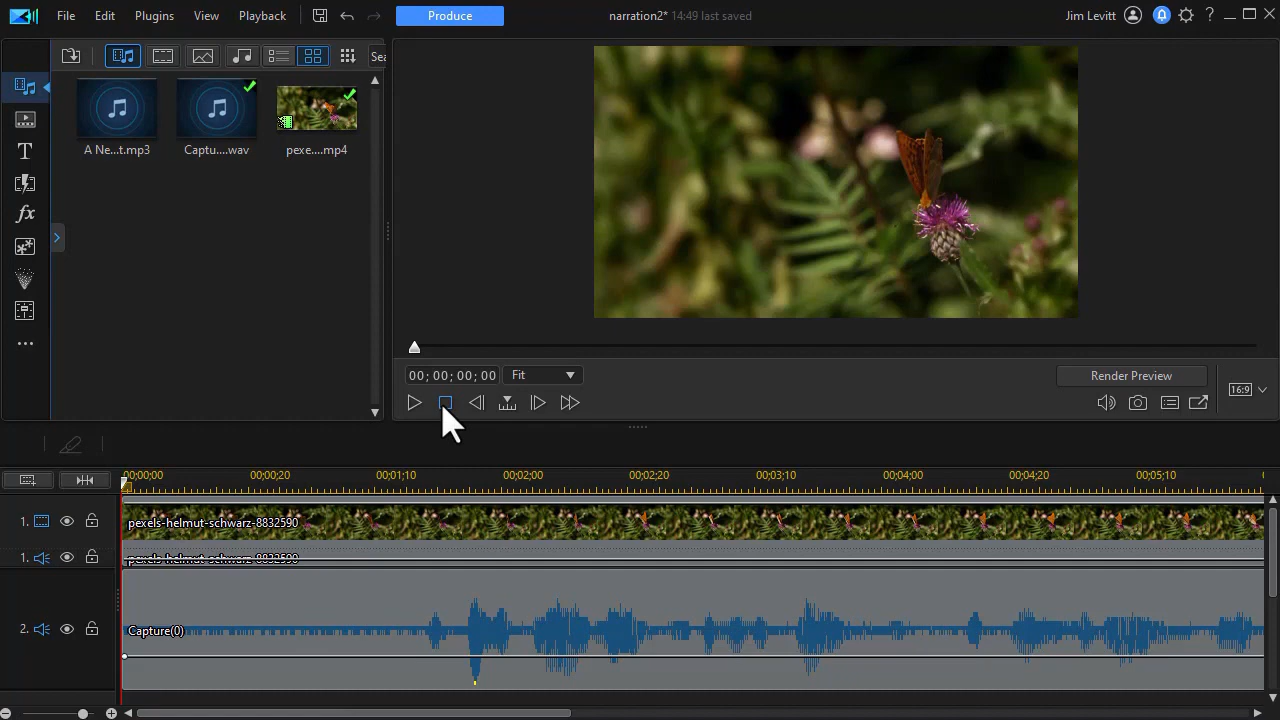 File Edit Plugins View Playback Produce narration2* 14:49 last saved Jim Levitt ?
Sea
A Ne...t.mp3 Captu....wav pexe....mp4
T
fx
00; 00; 00; 00 Fit Render Preview 16:9
00;00;00 00;00;20 00;01;10 00;02;00 00;02;20 00;03;10 00;04;00 00;04;20 00;05;10
1. pexels-helmut-schwarz-8832590
1. pexels-helmut-schwarz-8832590
2. Capture(0)